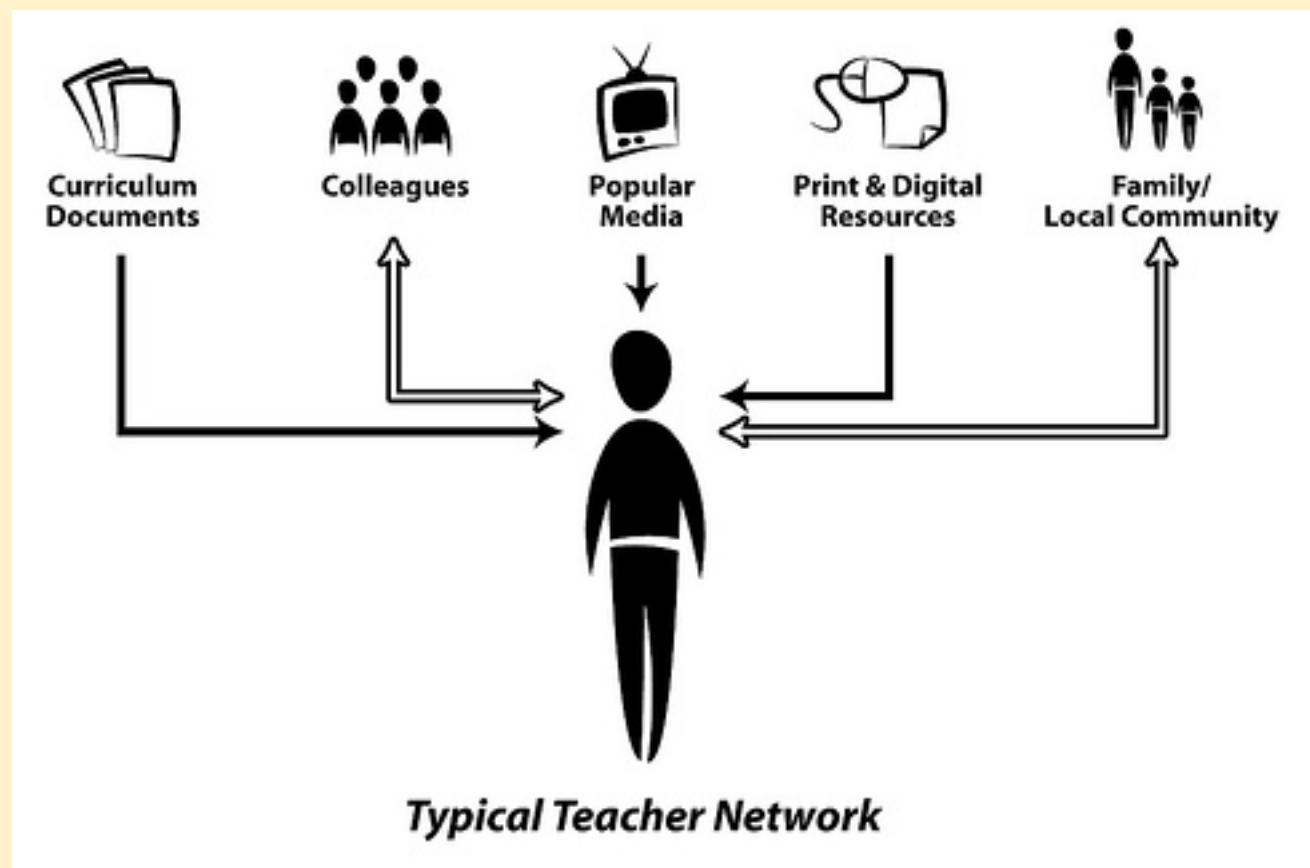 Curriculum
Documents
Colleagues
Popular
Media
Print & Digital
Resources
Family/
Local Community
Typical Teacher Network